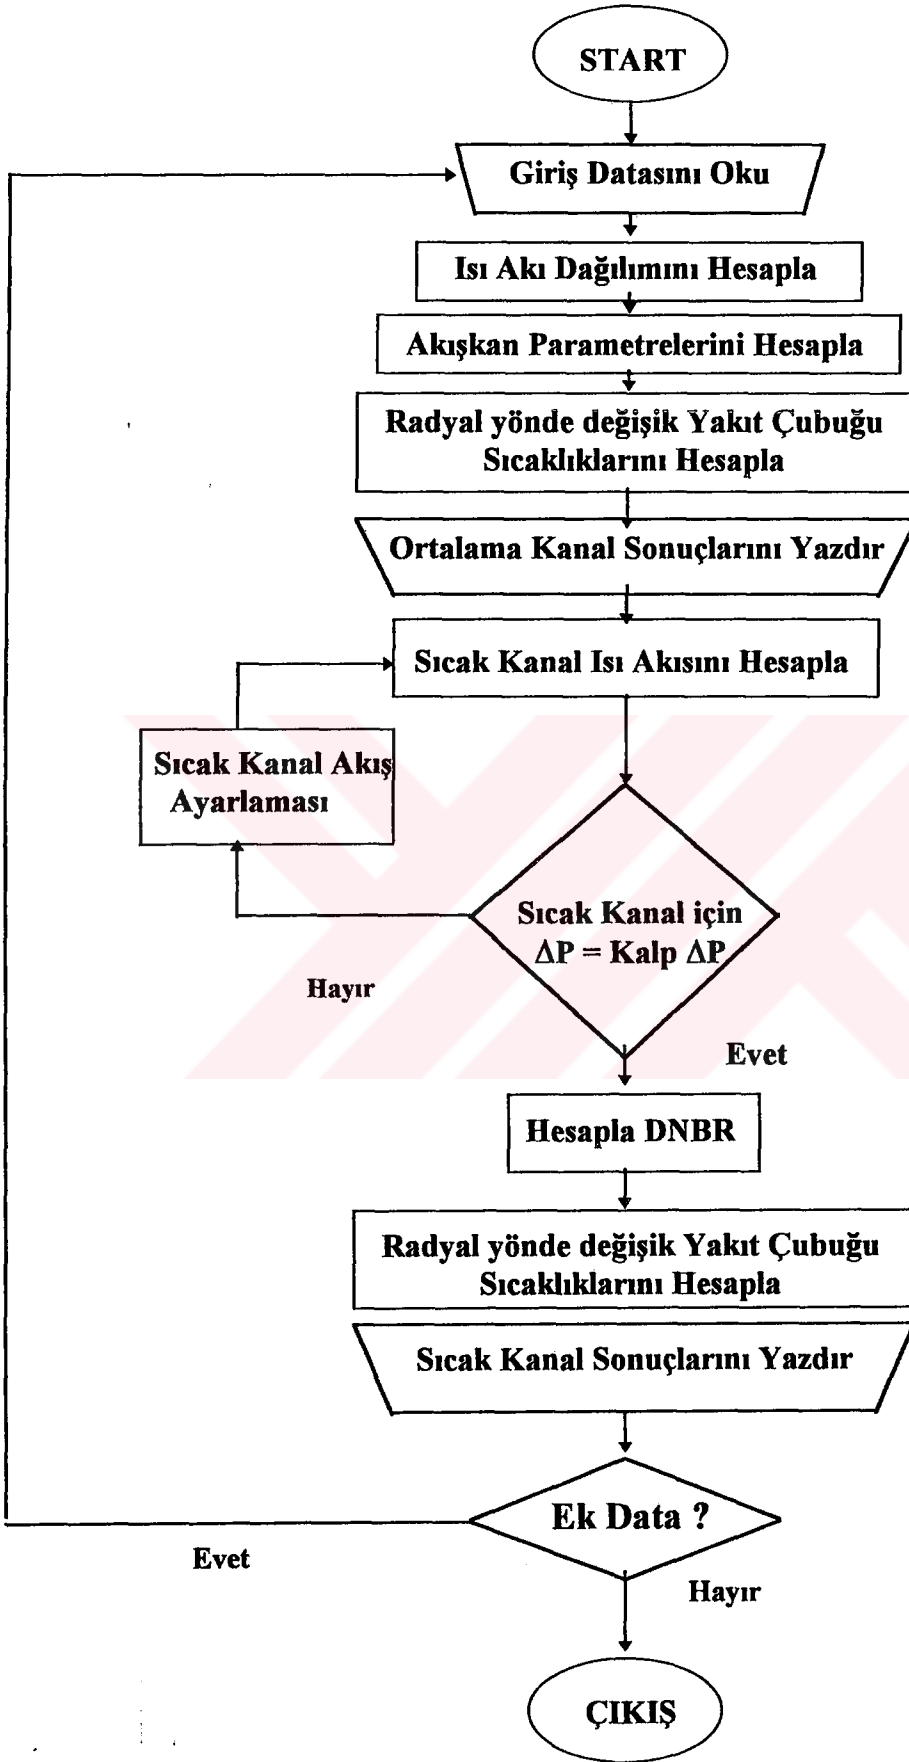 START
Giriş Datasını Oku
Isı Akı Dağılımını Hesapla
Akışkan Parametrelerini Hesapla
Radyal yönde değişik Yakıt Çubuğu
Sıcaklıklarını Hesapla
Ortalama Kanal Sonuçlarını Yazdır
Sıcak Kanal Isı Akısını Hesapla
Sıcak Kanal Akış
Ayarlaması
Sıcak Kanal için
ΔP = Kalp ΔP
Hayır
Evet
Hesapla DNBR
Radyal yönde değişik Yakıt Çubuğu
Sıcaklıklarını Hesapla
Sıcak Kanal Sonuçlarını Yazdır
Ek Data ?
Evet
Hayır
ÇIKIŞ